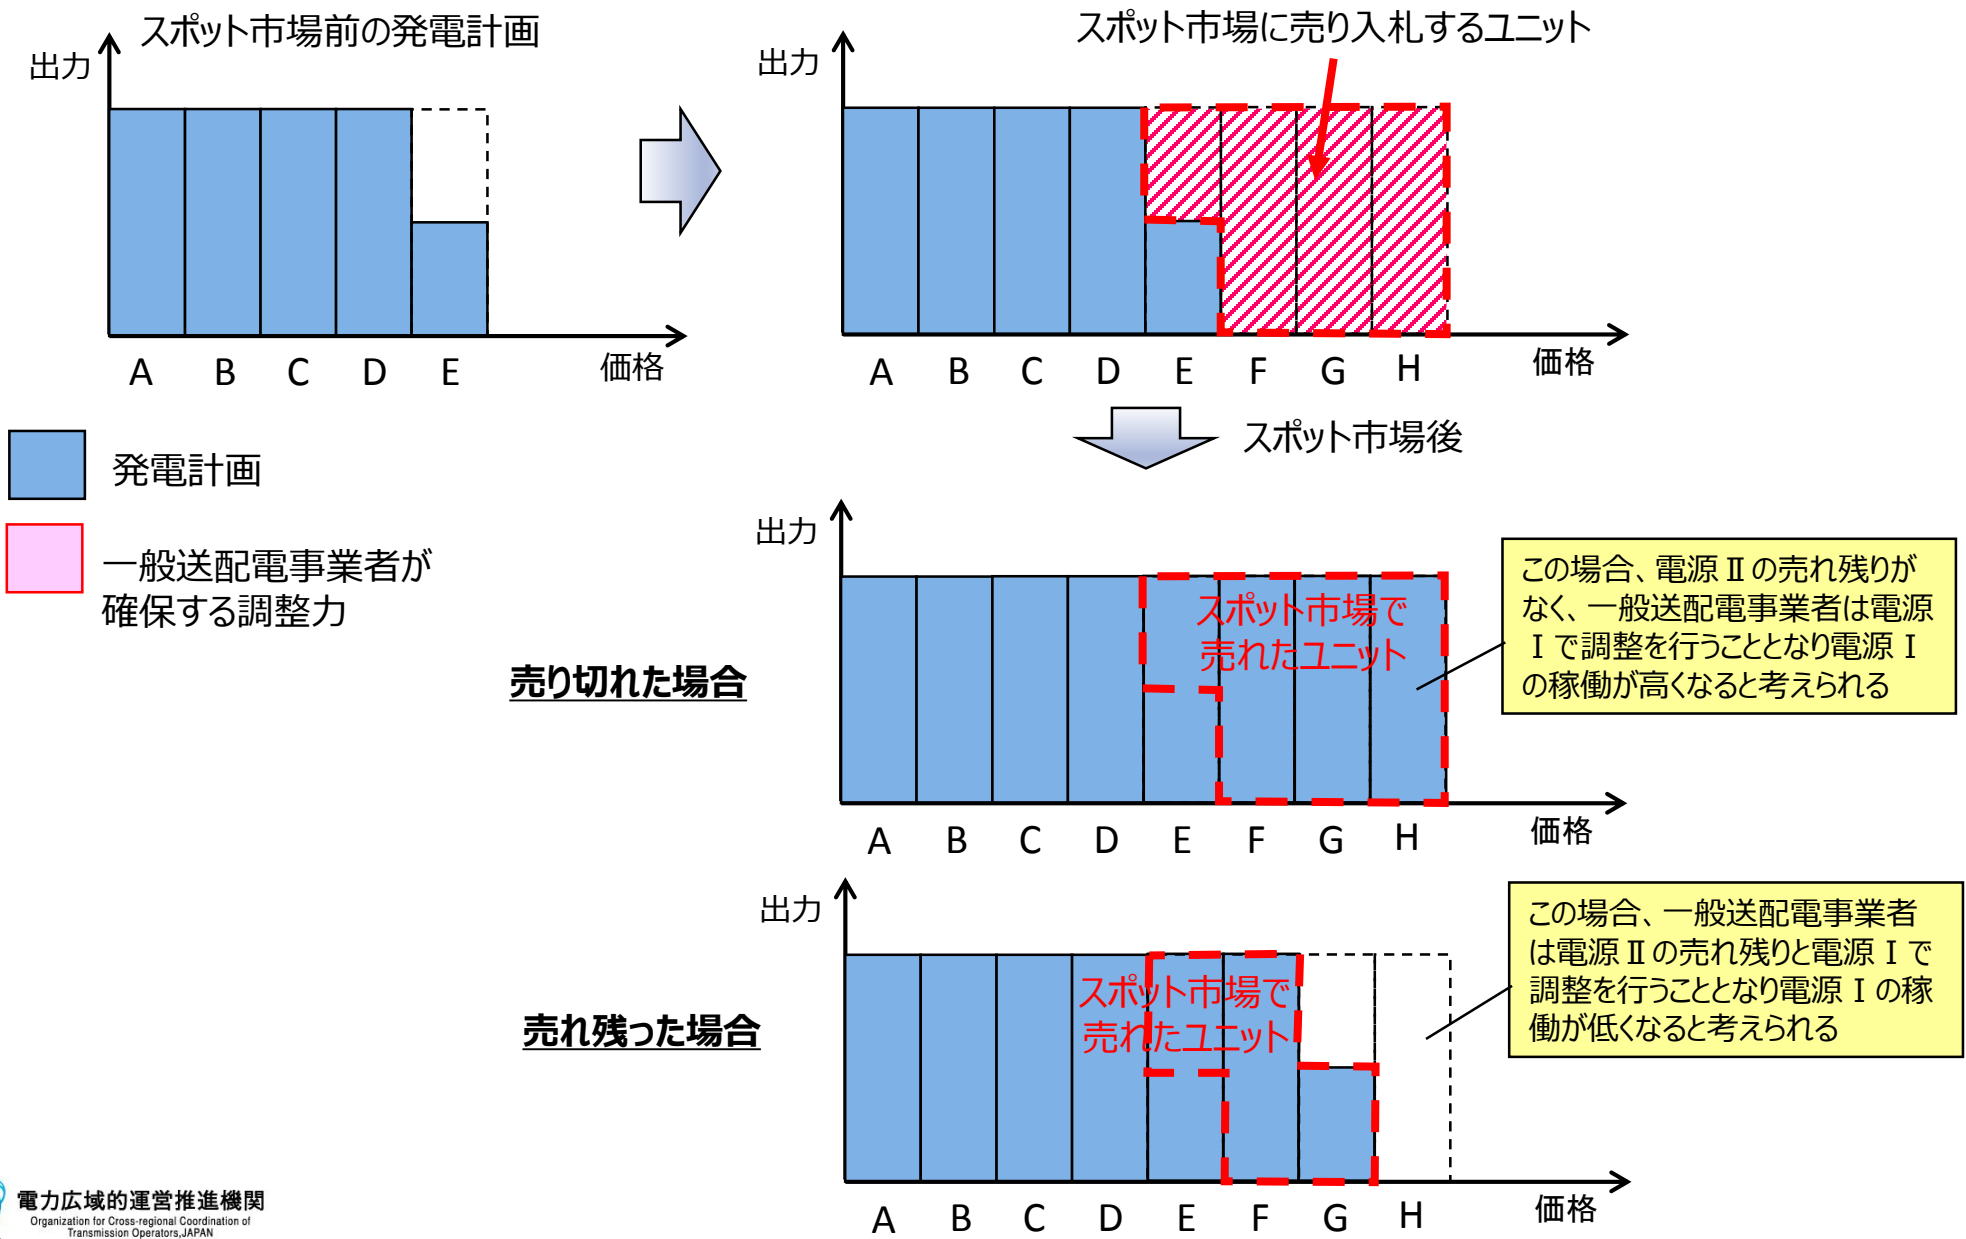 スポット市場前の発電計画
出力
A B C D E
価格
スポット市場に売り入札するユニット
出力
A B C D E F G H
価格
発電計画
一般送配電事業者が
確保する調整力
スポット市場後
売り切れた場合
出力
スポット市場で
売れたユニット
A B C D E F G H
価格
この場合、電源Ⅱの売れ残りが
なく、一般送配電事業者は電源
Ⅰで調整を行うこととなり電源Ⅰ
の稼働が高くなると考えられる
売れ残った場合
出力
スポット市場で
売れたユニット
A B C D E F G H
価格
この場合、一般送配電事業者
は電源Ⅱの売れ残りと電源Ⅰで
調整を行うこととなり電源Ⅰの稼
働が低くなると考えられる
電力広域的運営推進機関
Organization for Cross-regional Coordination of
Transmission Operators,JAPAN